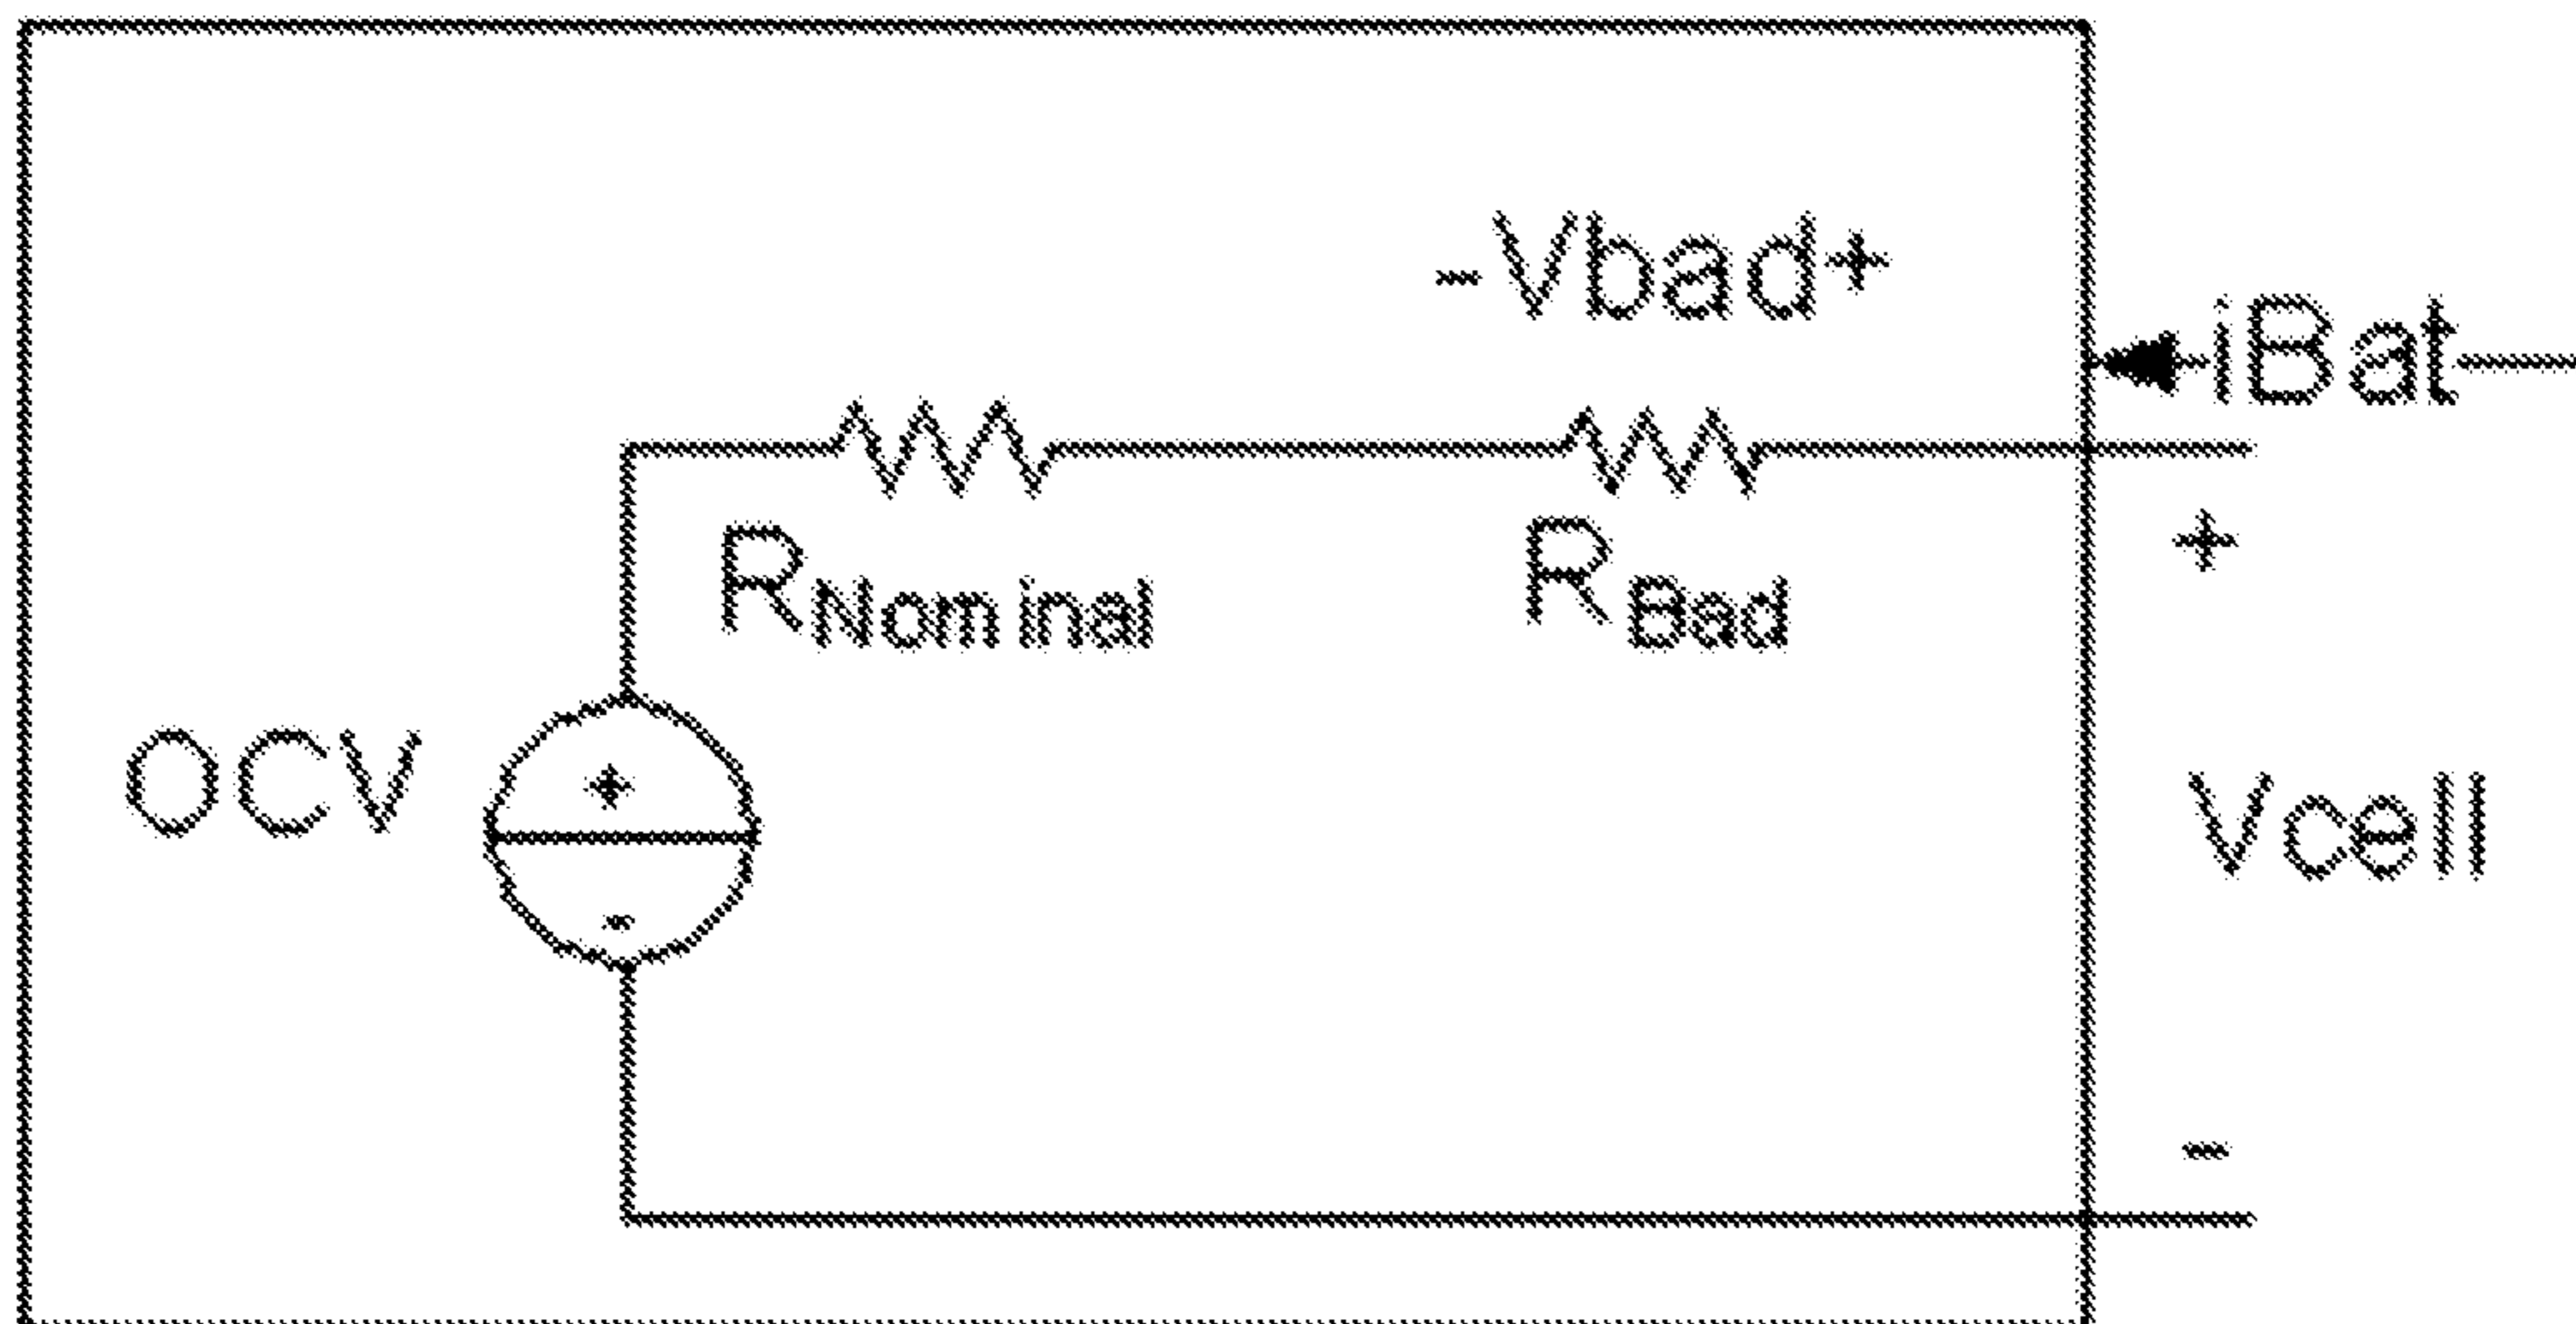 -Vbad+
iBat
+
RNominal
RBad
OCV
+
-
Vcell
-